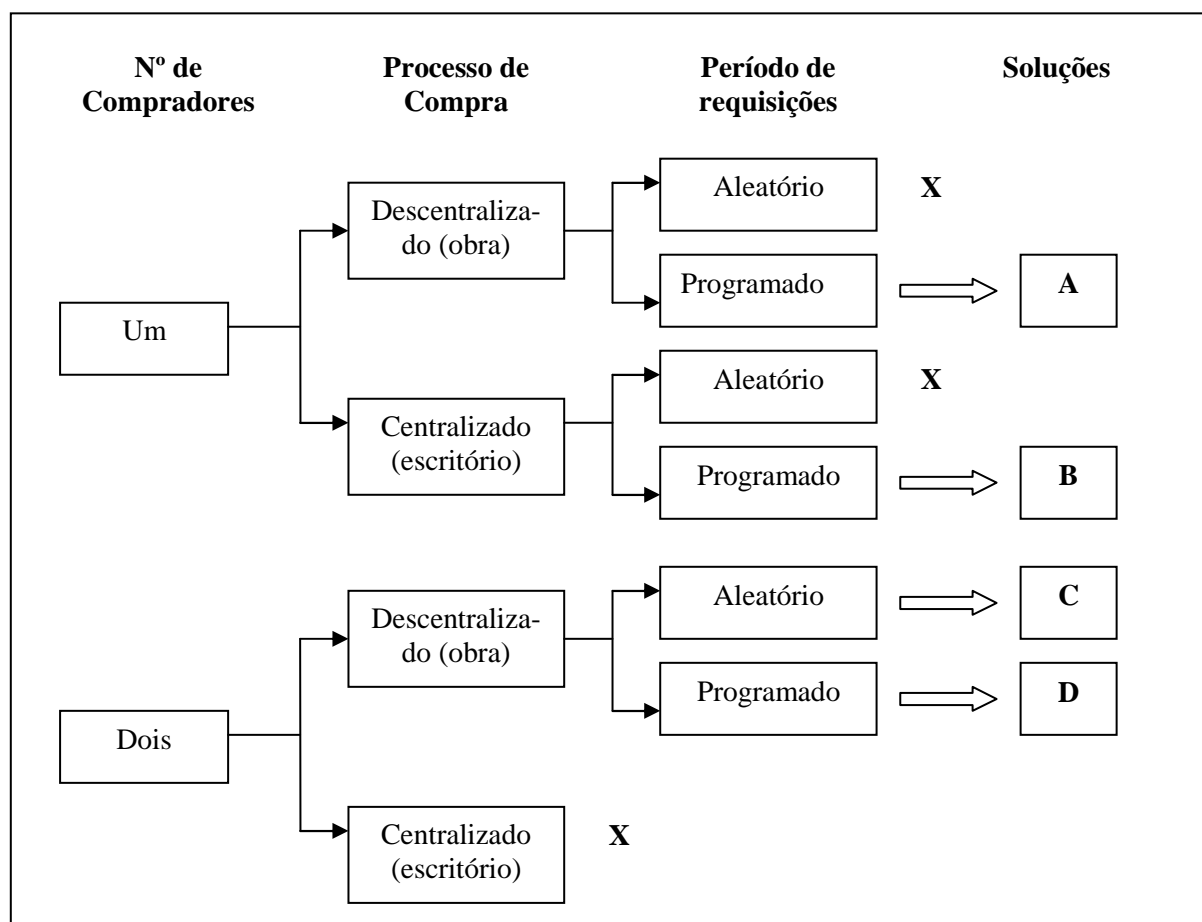 Nº de
Compradores
Processo de
Compra
Período de
requisições
Soluções
Um
Descentraliza-
do (obra)
Aleatório
X
Programado
A
Centralizado
(escritório)
Aleatório
X
Programado
B
Dois
Descentraliza-
do (obra)
Aleatório
C
Programado
D
Centralizado
(escritório)
X